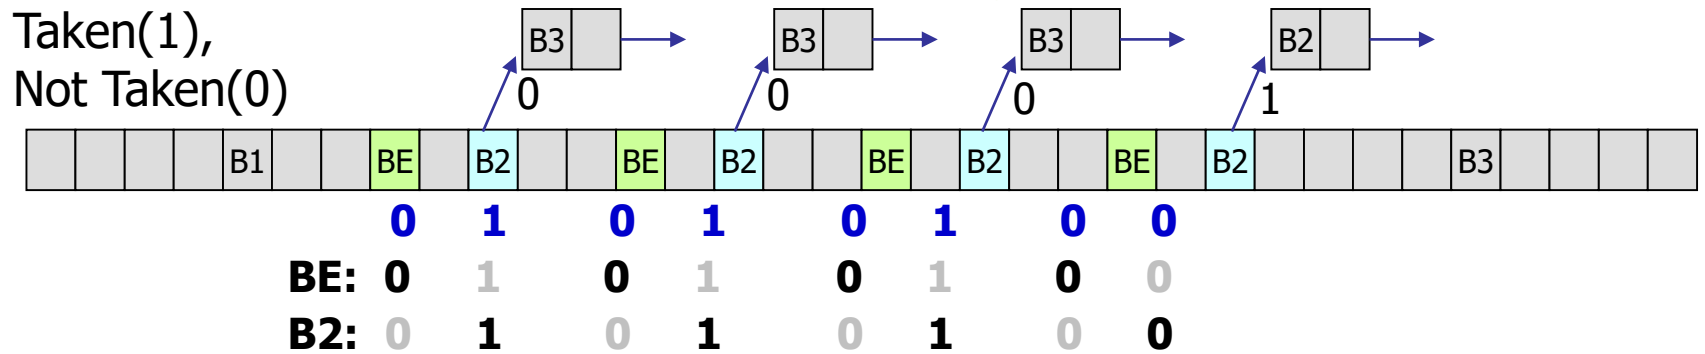 Taken(1),
Not Taken(0)
B3 B3 B3 B2
0 0 0 1
B1 BE B2 BE B2 BE B2 BE B2 B3
0 1 0 1 0 1 0 0
BE: 0 1 0 1 0 1 0 0
B2: 0 1 0 1 0 1 0 0